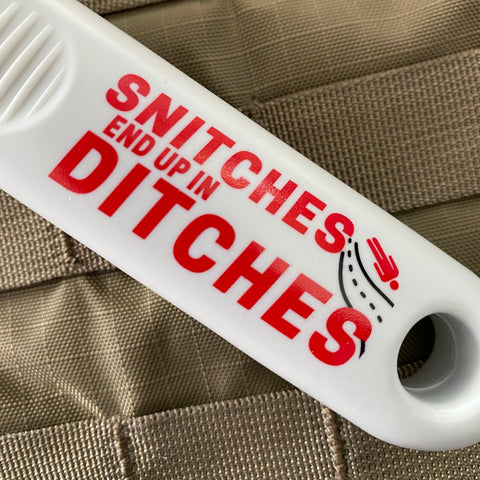 SNITCHES
END UP IN
DITCHES